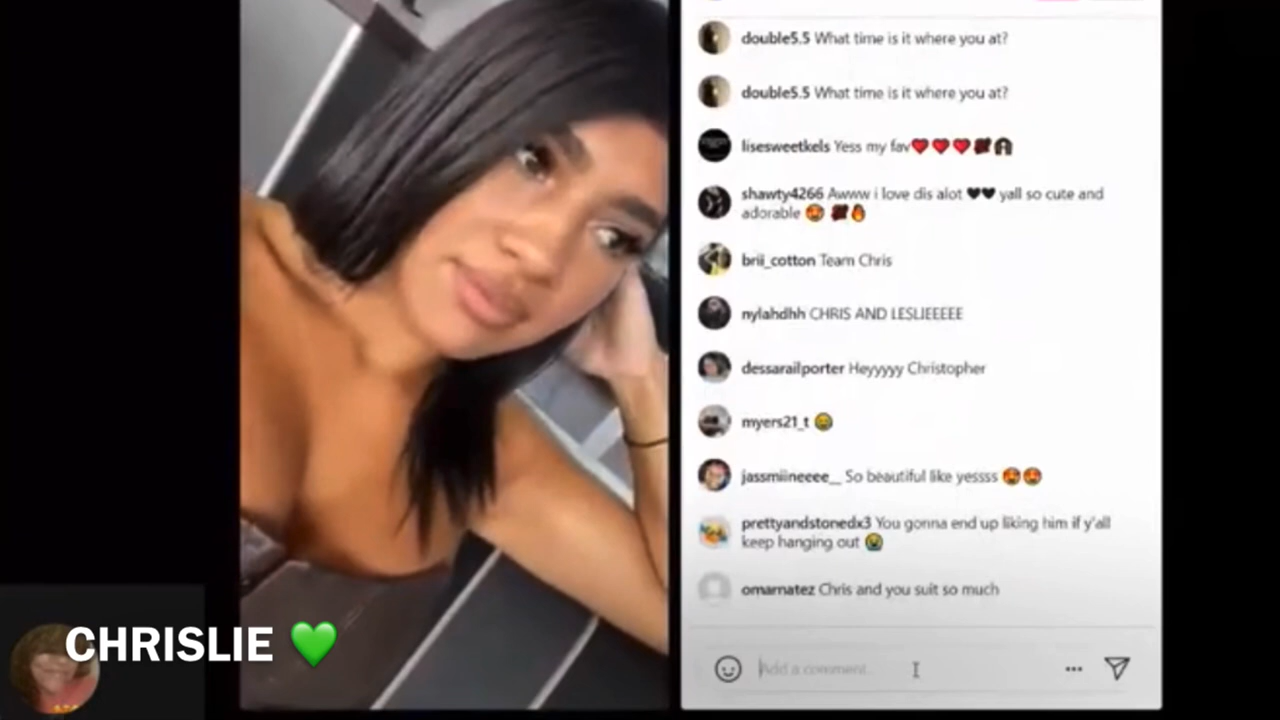 double5.5 What time is it where you at?
double5.5 What time is it where you at?
lisesweetkels Yess my fav❤️❤️❤️
shawty4266 Awww i love dis alot 🖤🖤 yall so cute and
adorable
brii_cotton Team Chris
nylahdhh CHRIS AND LESLIEEEEE
dessarailporter Heyyyyy Christopher
myers21_t
jassmiineeee__ So beautiful like yessss
prettyandstonedx3 You gonna end up liking him if y'all
keep hanging out
omarnatez Chris and you suit so much
Add a comment...
CHRISLIE 💚